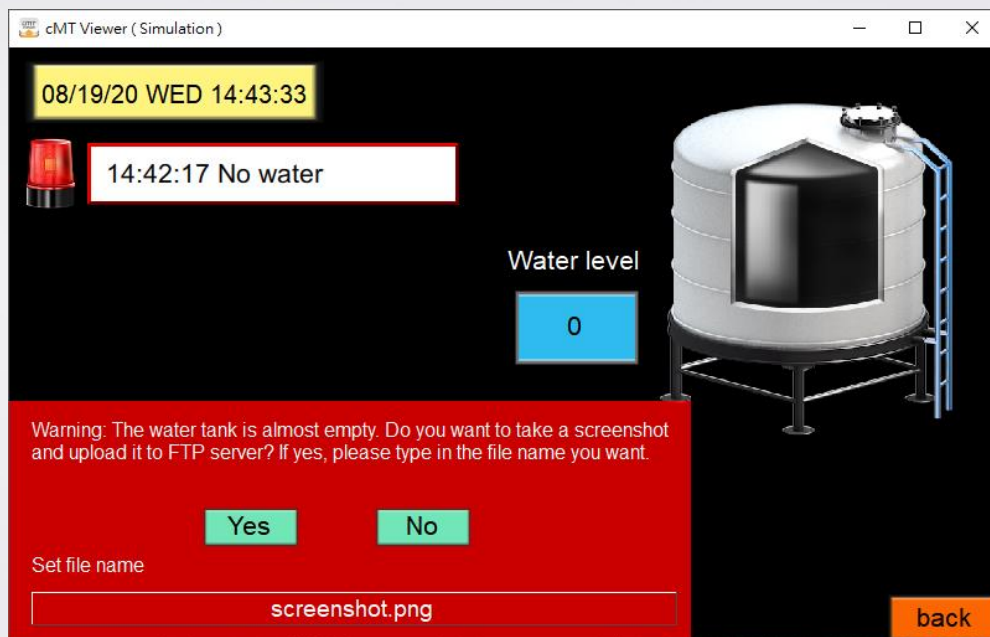 cMT Viewer ( Simulation )
08/19/20 WED 14:43:33
14:42:17 No water
Water level
0
Warning: The water tank is almost empty. Do you want to take a screenshot
and upload it to FTP server? If yes, please type in the file name you want.
Yes No
Set file name
screenshot.png
back